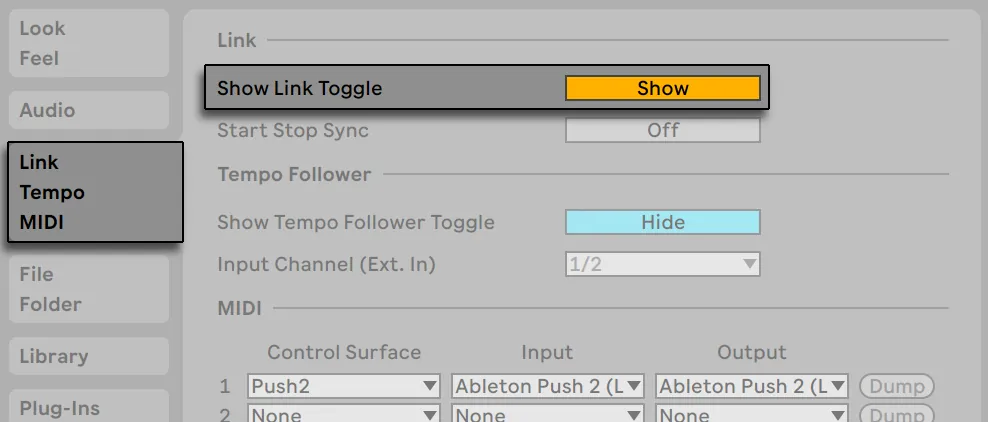 Look
Feel
Audio
Link
Tempo
MIDI
File
Folder
Library
Plug-Ins
Link
Show Link Toggle Show
Start Stop Sync Off
Tempo Follower
Show Tempo Follower Toggle Hide
Input Channel (Ext. In) 1/2
MIDI
Control Surface Input Output
1 Push2 Ableton Push 2 (L Ableton Push 2 (L Dump
2 None None None Dump